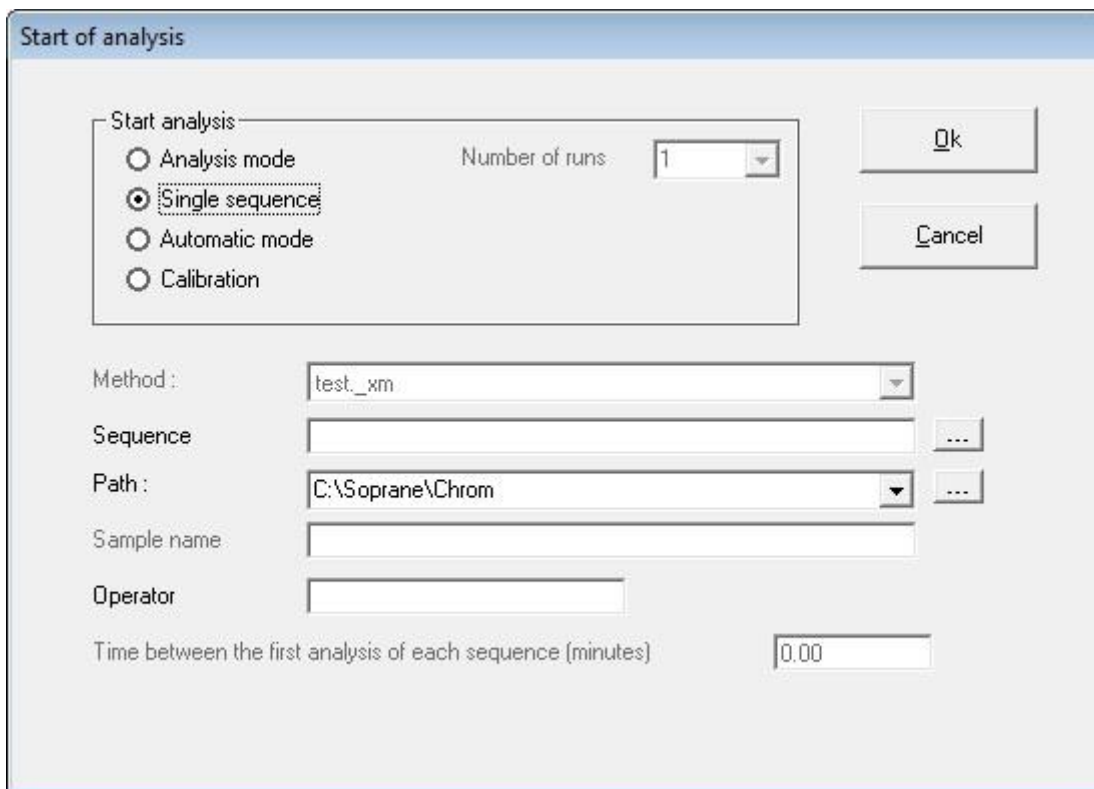 Start of analysis
Start analysis
Analysis mode
Number of runs
1
Ok
Single sequence
Automatic mode
Cancel
Calibration
Method :
test._xm
Sequence
...
Path :
C:\Soprane\Chrom
...
Sample name
Operator
Time between the first analysis of each sequence (minutes)
0.00